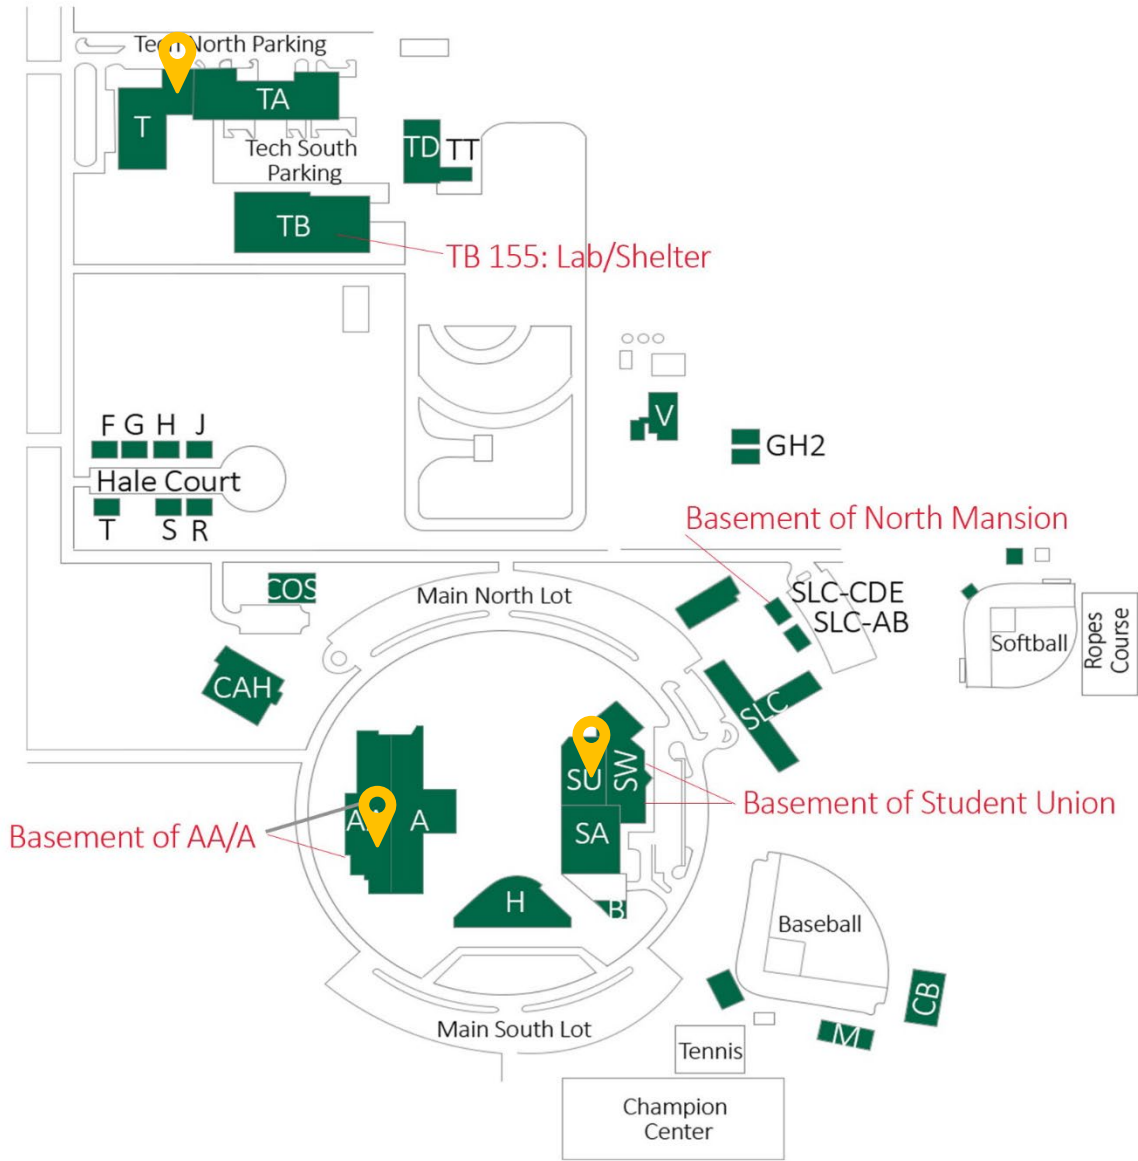 Tech North Parking
T
TA
Tech South
Parking
TD
TT
TB
TB 155: Lab/Shelter
V
GH2
F G H J
Hale Court
T S R
Basement of North Mansion
COS
Main North Lot
SLC-CDE
SLC-AB
Softball
Ropes
Course
CAH
SLC
SU
SW
Basement of Student Union
A
A
Basement of AA/A
SA
H
B
Baseball
CB
M
Main South Lot
Tennis
Champion
Center